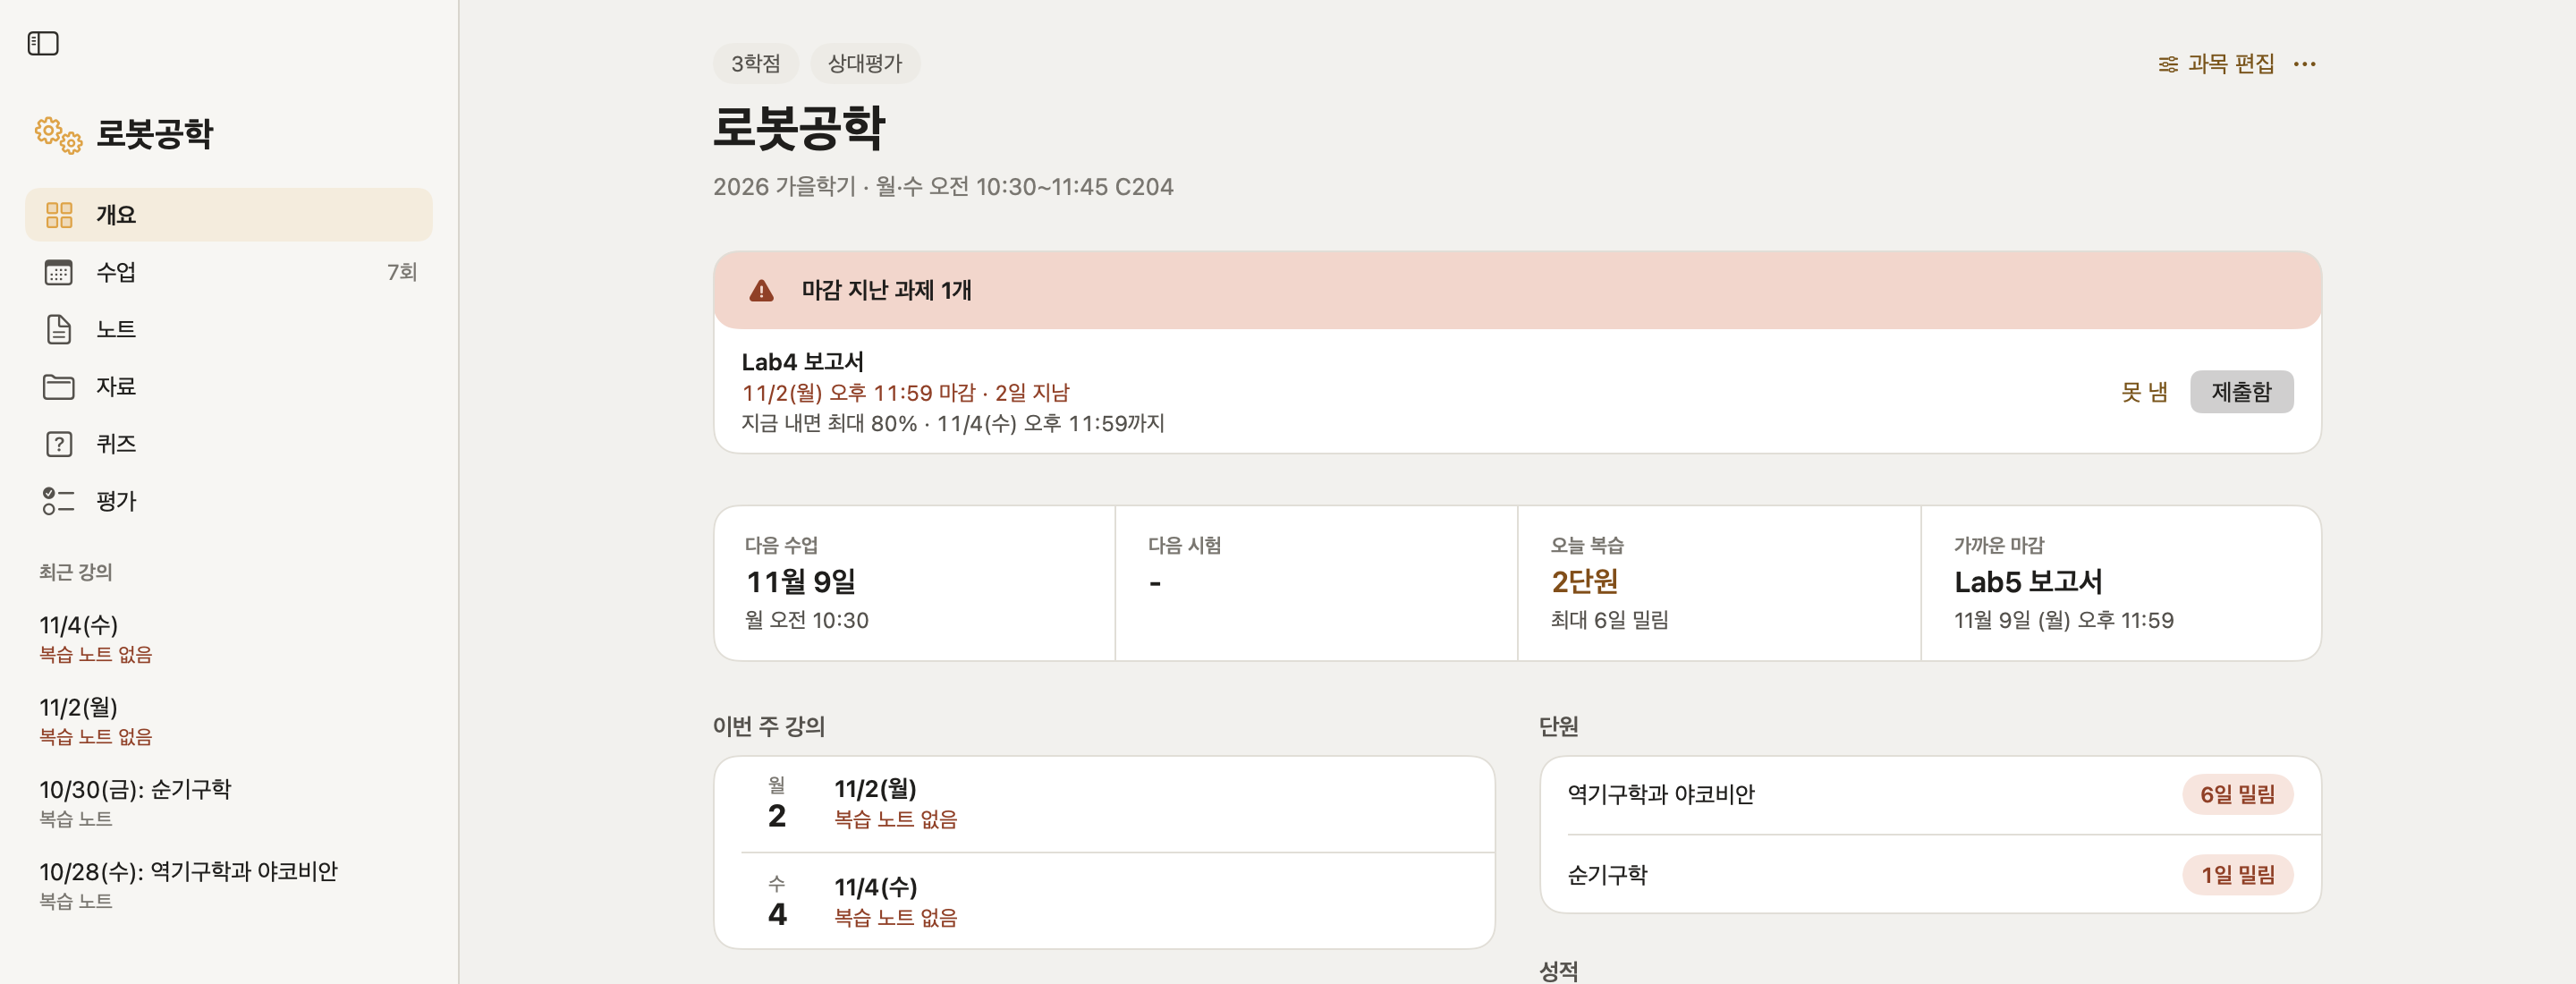 로봇공학
개요
수업 7회
노트
자료
퀴즈
평가
최근 강의
11/4(수)
복습 노트 없음
11/2(월)
복습 노트 없음
10/30(금): 순기구학
복습 노트
10/28(수): 역기구학과 야코비안
복습 노트
3학점 상대평가
과목 편집 ···
로봇공학
2026 가을학기 · 월·수 오전 10:30~11:45 C204
마감 지난 과제 1개
Lab4 보고서
11/2(월) 오후 11:59 마감 · 2일 지남
지금 내면 최대 80% · 11/4(수) 오후 11:59까지
못 냄 제출함
다음 수업
11월 9일
월 오전 10:30
다음 시험
-
오늘 복습
2단원
최대 6일 밀림
가까운 마감
Lab5 보고서
11월 9일 (월) 오후 11:59
이번 주 강의
월
2
11/2(월)
복습 노트 없음
수
4
11/4(수)
복습 노트 없음
단원
역기구학과 야코비안 6일 밀림
순기구학 1일 밀림
성적